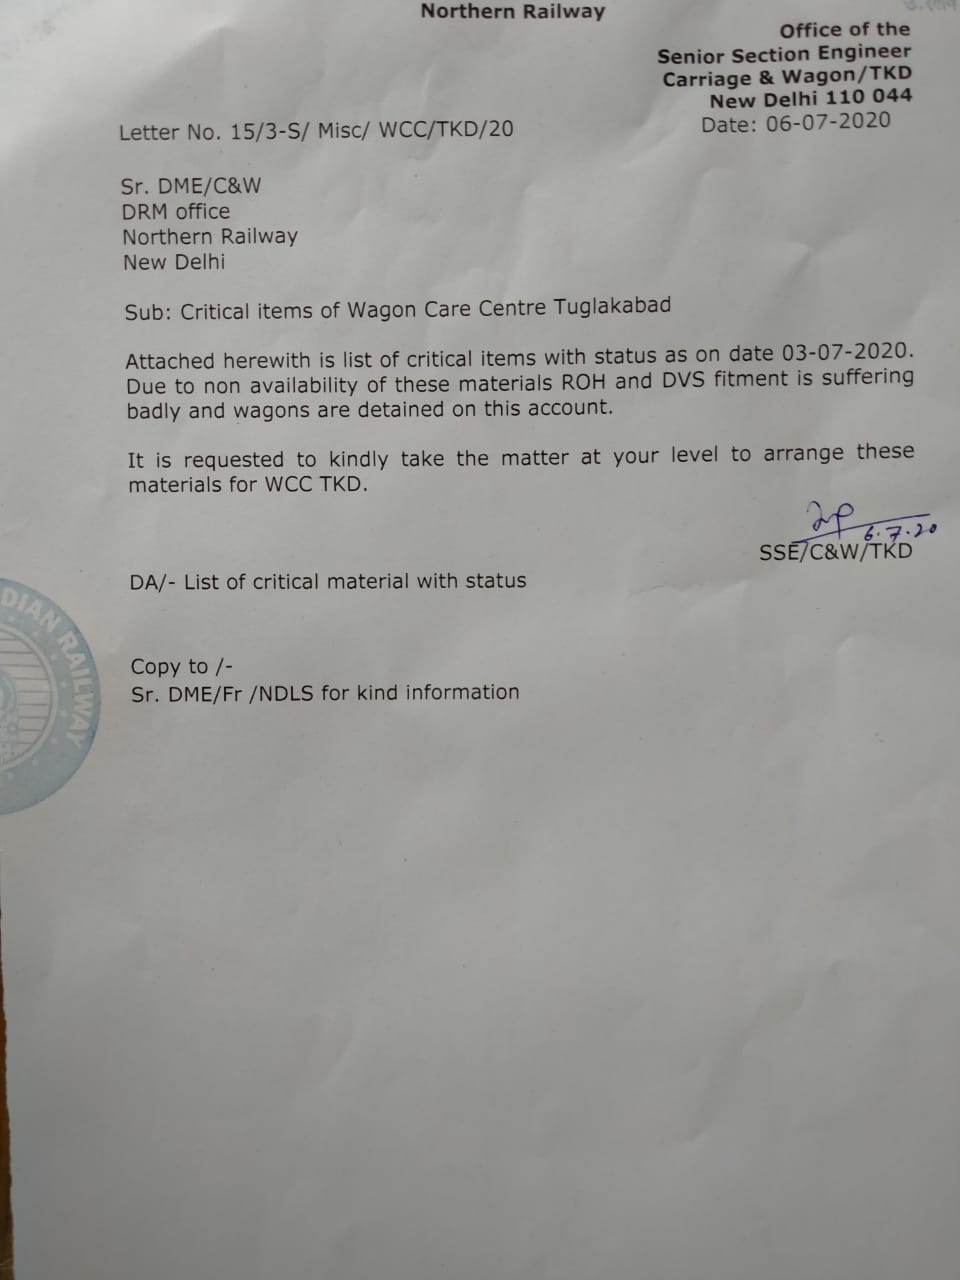 Northern Railway
Office of the
Senior Section Engineer
Carriage & Wagon/TKD
New Delhi 110 044
Letter No. 15/3-S/ Misc/ WCC/TKD/20
Date: 06-07-2020
Sr. DME/C&W
DRM office
Northern Railway
New Delhi
Sub: Critical items of Wagon Care Centre Tuglakabad
Attached herewith is list of critical items with status as on date 03-07-2020.
Due to non availability of these materials ROH and DVS fitment is suffering
badly and wagons are detained on this account.
It is requested to kindly take the matter at your level to arrange these
materials for WCC TKD.
6.7.20
SSE/C&W/TKD
DA/- List of critical material with status
DIAN RAILWAY
Copy to /-
Sr. DME/Fr /NDLS for kind information